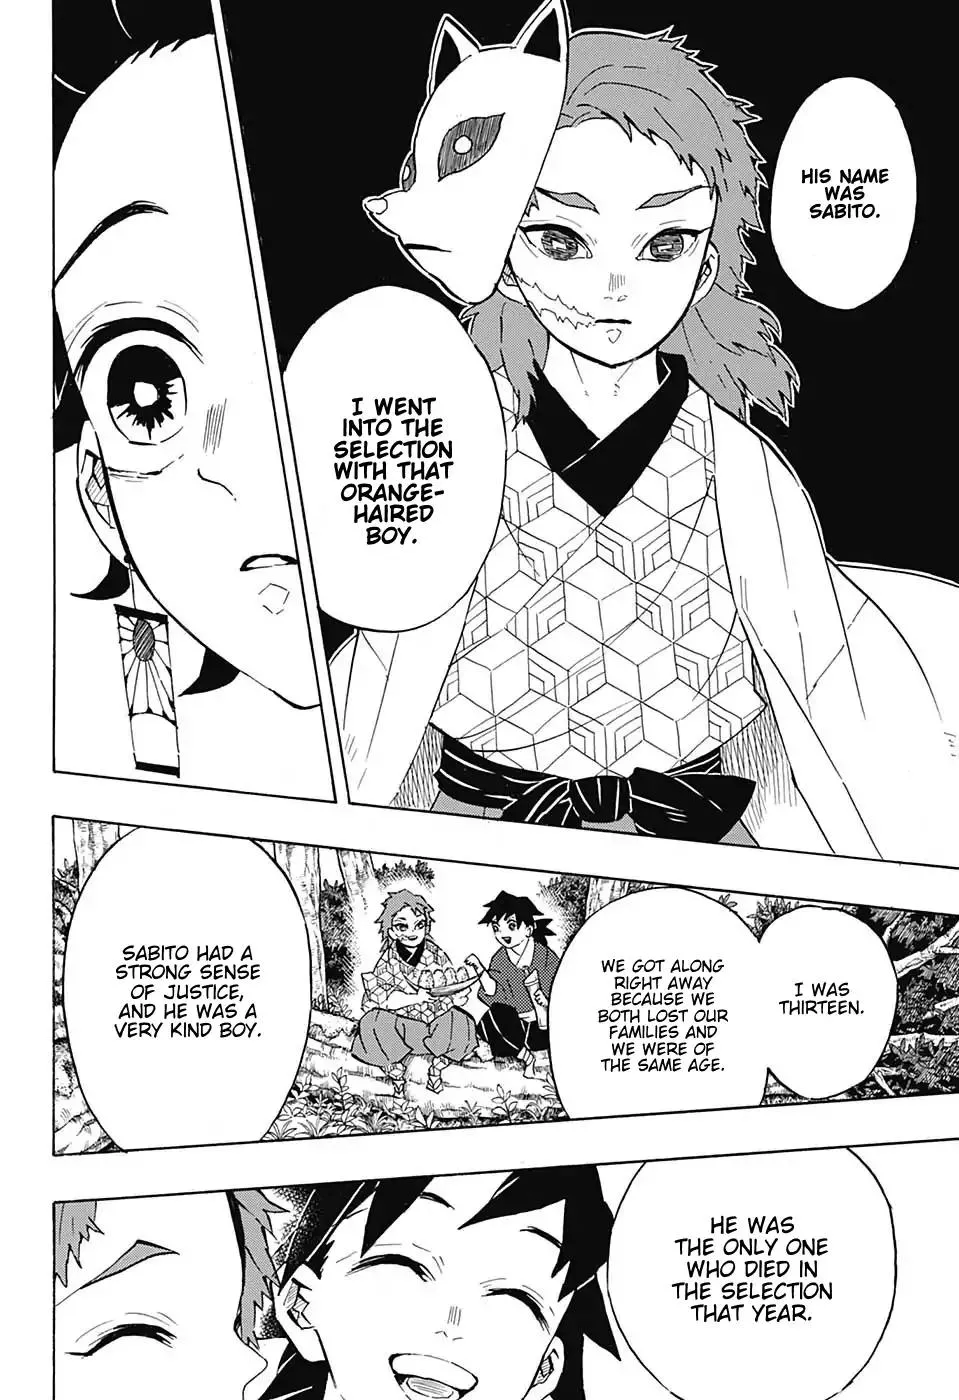 HIS NAME
WAS
SABITO.
I WENT
INTO THE
SELECTION
WITH THAT
ORANGE-
HAIRED
BOY.
I WAS
THIRTEEN.
WE GOT ALONG
RIGHT AWAY
BECAUSE WE
BOTH LOST OUR
FAMILIES AND
WE WERE OF
THE SAME AGE.
SABITO HAD A
STRONG SENSE
OF JUSTICE,
AND HE WAS A
VERY KIND BOY.
HE WAS
THE ONLY ONE
WHO DIED IN
THE SELECTION
THAT YEAR.